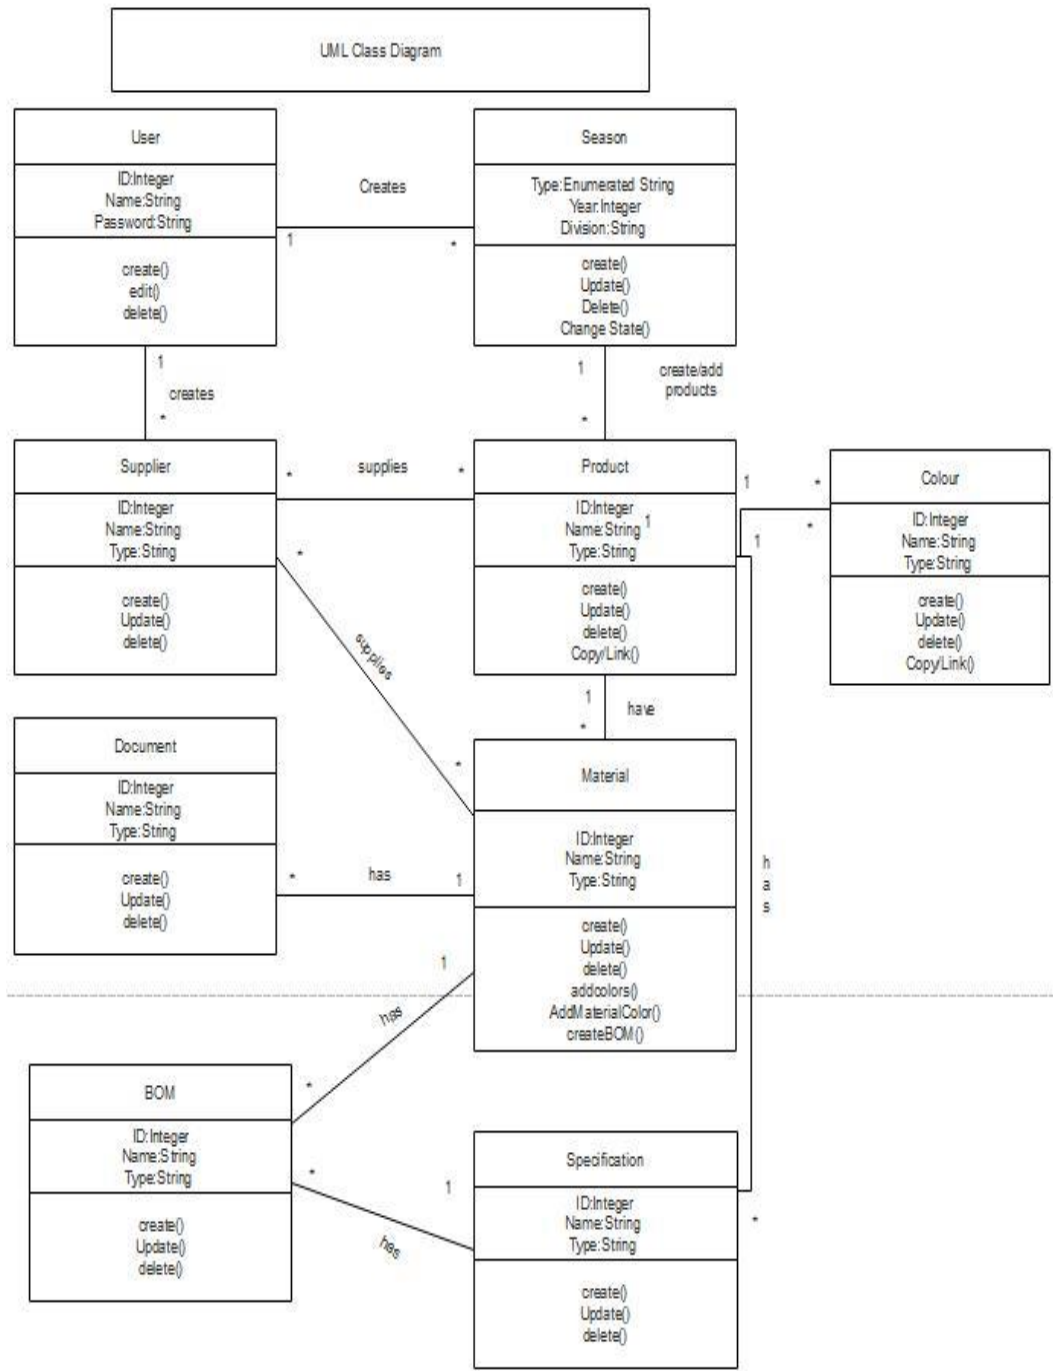 UML Class Diagram
User
ID:Integer
Name:String
Password:String
create()
edit()
delete()
Creates
1
*
Season
Type:Enumerated String
Year:Integer
Division:String
create()
Update()
Delete()
Change State()
1
creates
*
1
create/add
products
*
Supplier
ID:Integer
Name:String
Type:String
create()
Update()
delete()
*
supplies
*
Product
ID:Integer
Name:String
1
Type:String
create()
Update()
delete()
Copy/Link()
1
*
*
1
Colour
ID:Integer
Name:String
Type:String
create()
Update()
delete()
Copy/Link()
*
supplies
*
1
have
*
Document
ID:Integer
Name:String
Type:String
create()
Update()
delete()
*
has
1
Material
ID:Integer
Name:String
Type:String
create()
Update()
delete()
addcolors()
AddMaterialColor()
createBOM()
h
a
s
1
has
*
BOM
ID:Integer
Name:String
Type:String
create()
Update()
delete()
*
1
has
Specification
ID:Integer
Name:String
Type:String
create()
Update()
delete()
*